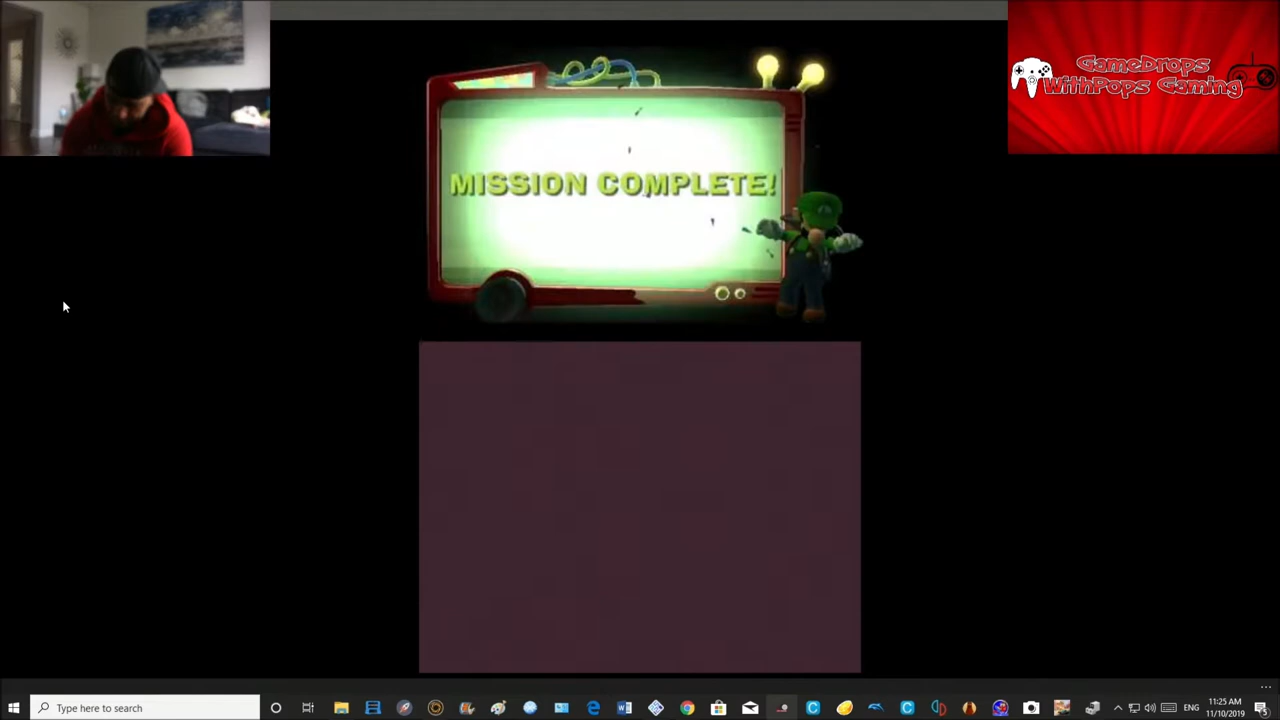 GameDrops
WithPops Gaming
MISSION COMPLETE!
Type here to search
ENG
11:25 AM
11/10/2019